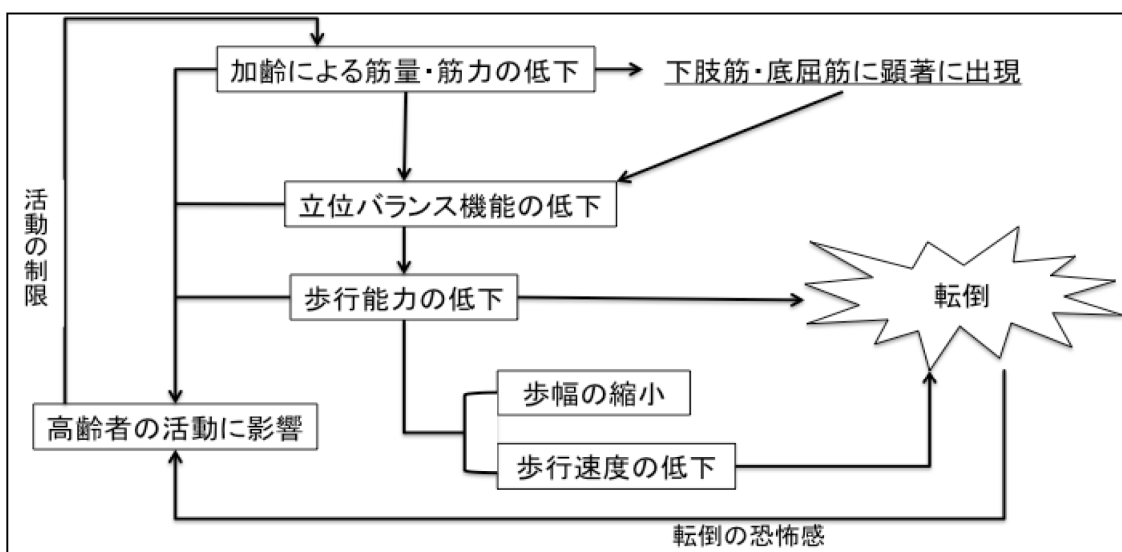 加齢による筋量・筋力の低下
下肢筋・底屈筋に顕著に出現
活動の制限
立位バランス機能の低下
歩行能力の低下
転倒
歩幅の縮小
高齢者の活動に影響
歩行速度の低下
転倒の恐怖感